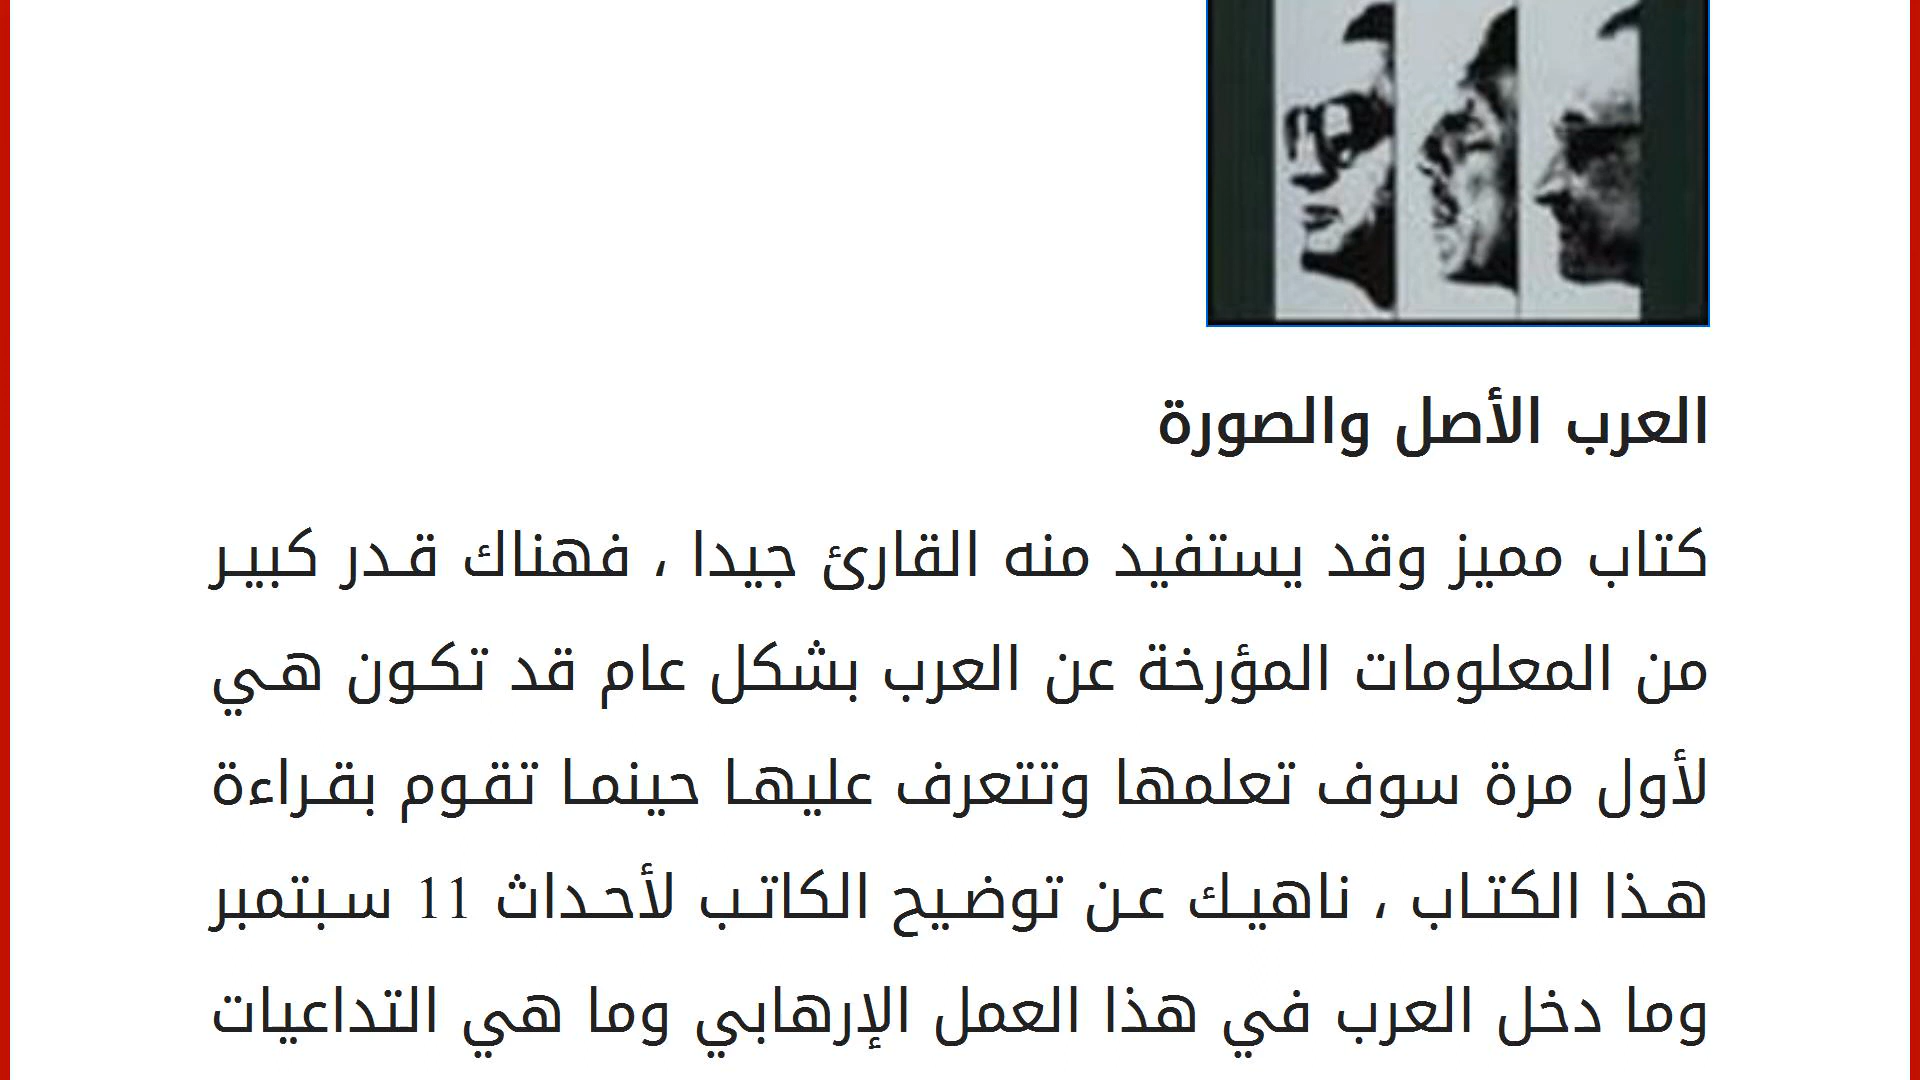 العرب الأصل والصورة
كتاب مميز وقد يستفيد منه القارئ جيدا ، فهناك قدر كبير
من المعلومات المؤرخة عن العرب بشكل عام قد تكون هي
لأول مرة سوف تعلمها وتتعرف عليها حينما تقوم بقراءة
هذا الكتاب ، ناهيك عن توضيح الكاتب لأحداث 11 سبتمبر
وما دخل العرب في هذا العمل الإرهابي وما هي التداعيات